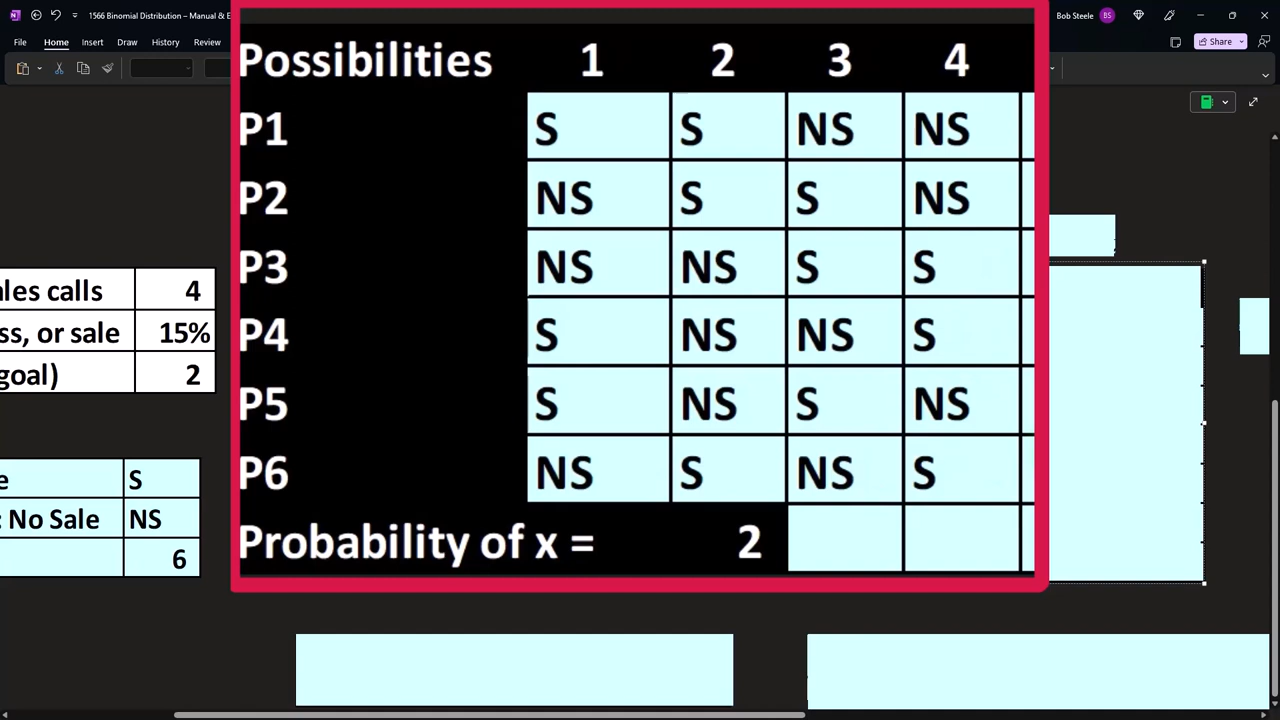 1566 Binomial Distribution – Manual & E
Bob Steele
BS
File Home Insert Draw History Review
Share
Possibilities 1 2 3 4
P1 S S NS NS
P2 NS S S NS
P3 NS NS S S
P4 S NS NS S
P5 S NS S NS
P6 NS S NS S
Probability of x = 2
ales calls 4
ss, or sale 15%
goal) 2
e S
: No Sale NS
6